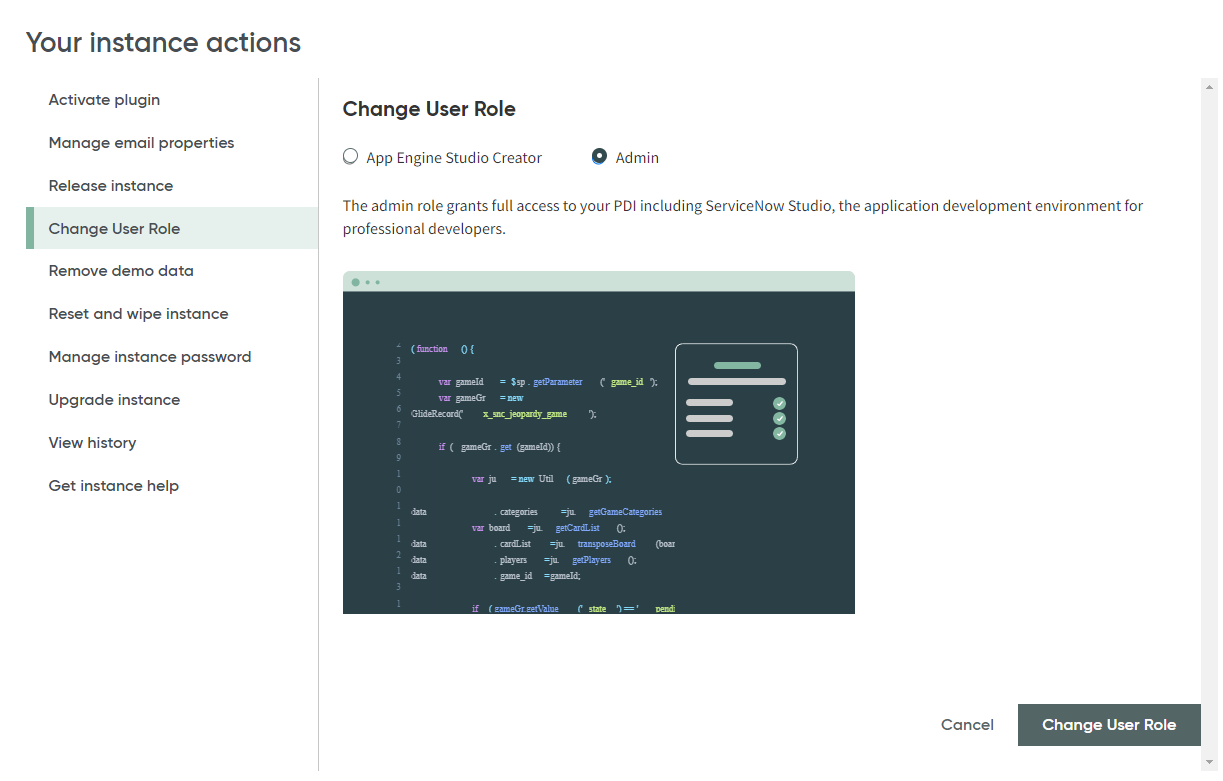 Your instance actions
Activate plugin
Manage email properties
Release instance
Change User Role
Remove demo data
Reset and wipe instance
Manage instance password
Upgrade instance
View history
Get instance help
Change User Role
App Engine Studio Creator
Admin
The admin role grants full access to your PDI including ServiceNow Studio, the application development environment for
professional developers.
2 ( function () {
3
4 var gameId = $sp . getParameter (' game_id ');
5 var gameGr = new
6 GlideRecord(' x_snc_jeopardy_game ');
7
8 if ( gameGr . get (gameId)) {
9
1 var ju = new Util ( gameGr );
0
1 data . categories =ju. getGameCategories
1 var board =ju. getCardList ();
1 data . cardList =ju. transposeBoard (boar
2 data . players =ju. getPlayers ();
1 data . game_id =gameId;
3
1 if ( gameGr.getValue (' state ') == ' pendi
Cancel
Change User Role